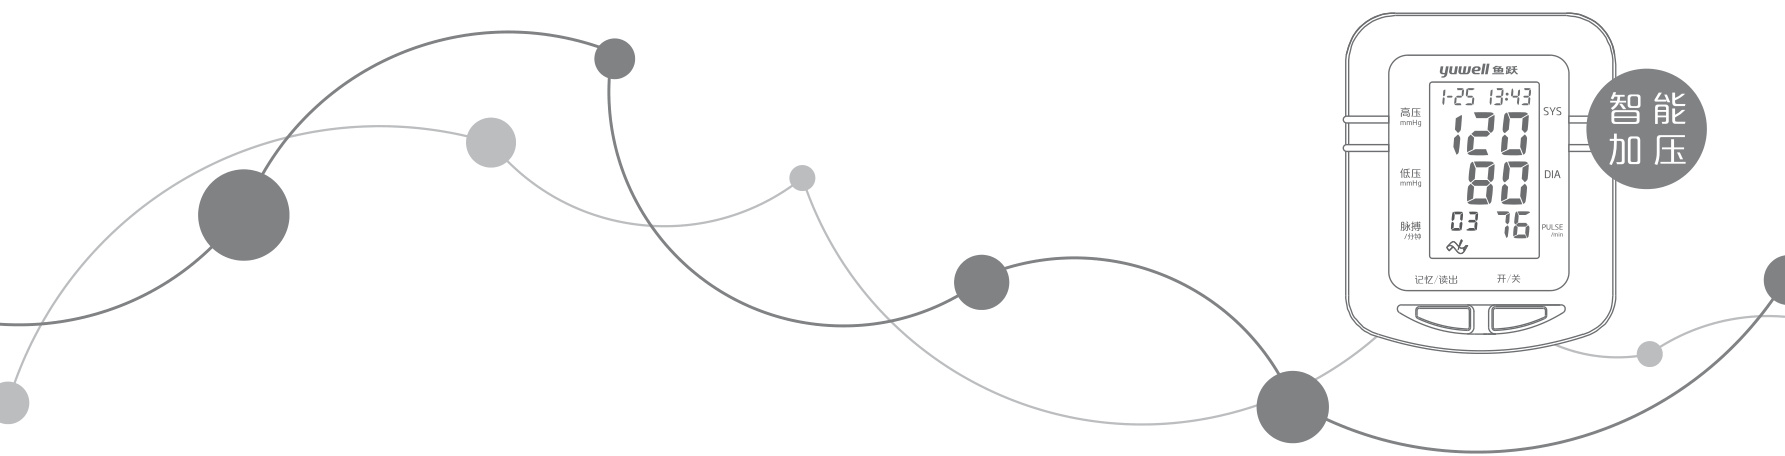 yuwell 鱼跃
1-25 13:43
高压
mmHg
120
SYS
低压
mmHg
80
DIA
脉搏
/分钟
03 76
PULSE
/min
记忆/读出
开/关
智能
加压